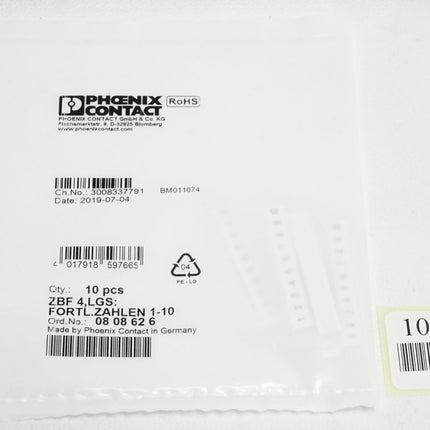 PHŒNIX
CONTACT
RoHS
PHOENIX CONTACT GmbH & Co. KG
Flachsmarktstr. 8, D-32825 Blomberg
www.phoenixcontact.com
Ch.No.: 3008337791
BM011074
Date: 2019-07-04
4 017918 597665
04
PE-LD
Qty.: 10 pcs
ZBF 4,LGS:
FORTL.ZAHLEN 1-10
Ord.No.: 08 08 62 6
Made by Phoenix Contact in Germany
10